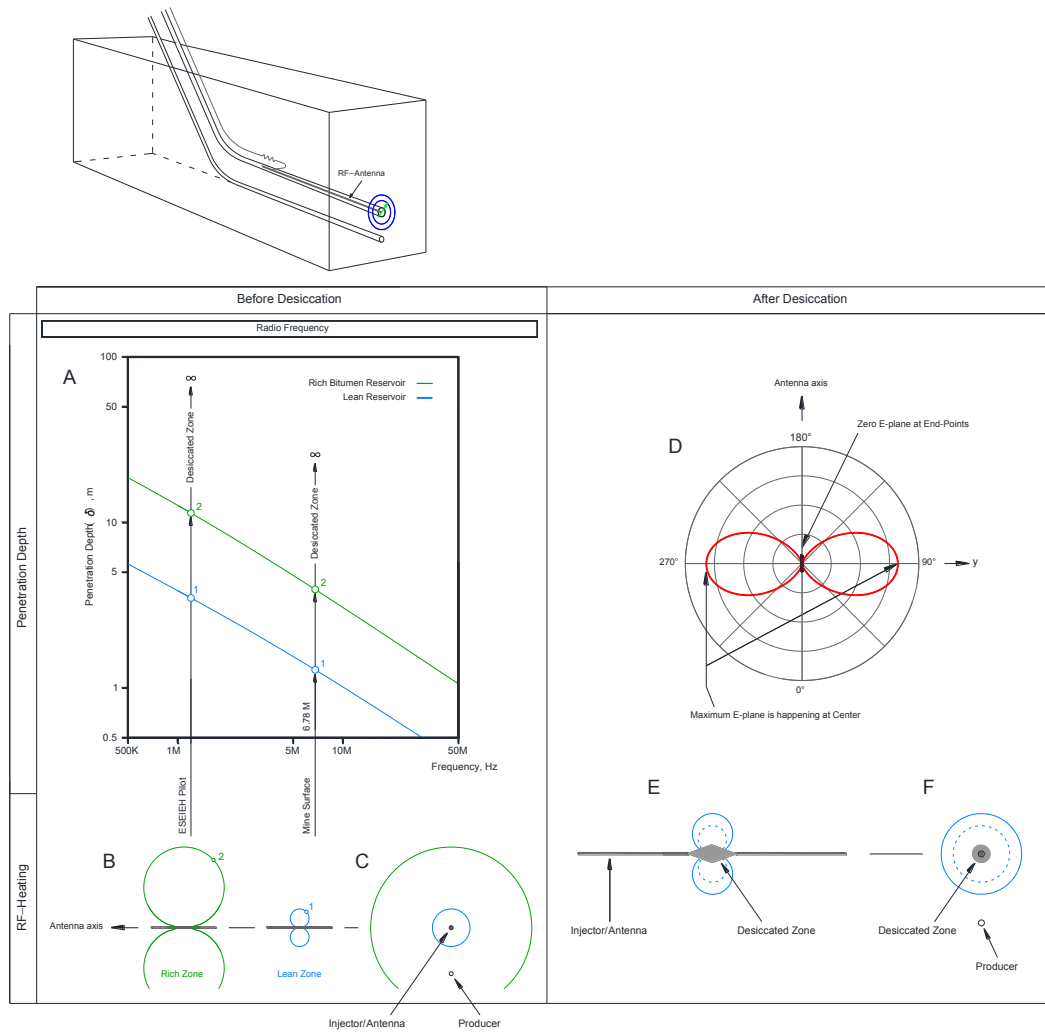 RF–Antenna
Before Desiccation
After Desiccation
Radio Frequency
Penetration Depth
RF–Heating
A
100
50
10
5
1
0.5
Penetration Depth( δ) , m
Rich Bitumen Reservoir
Lean Reservoir
∞
Desiccated Zone
2
1
∞
Desiccated Zone
2
1
6.78 M
500K
1M
5M
10M
50M
Frequency, Hz
ESEIEH Pilot
Mine Surface
B
2
Antenna axis
Rich Zone
1
Lean Zone
C
Injector/Antenna
Producer
D
Antenna axis
Zero E-plane at End-Points
180°
270°
90°
y
0°
Maximum E-plane is happening at Center
E
Injector/Antenna
Desiccated Zone
F
Desiccated Zone
Producer